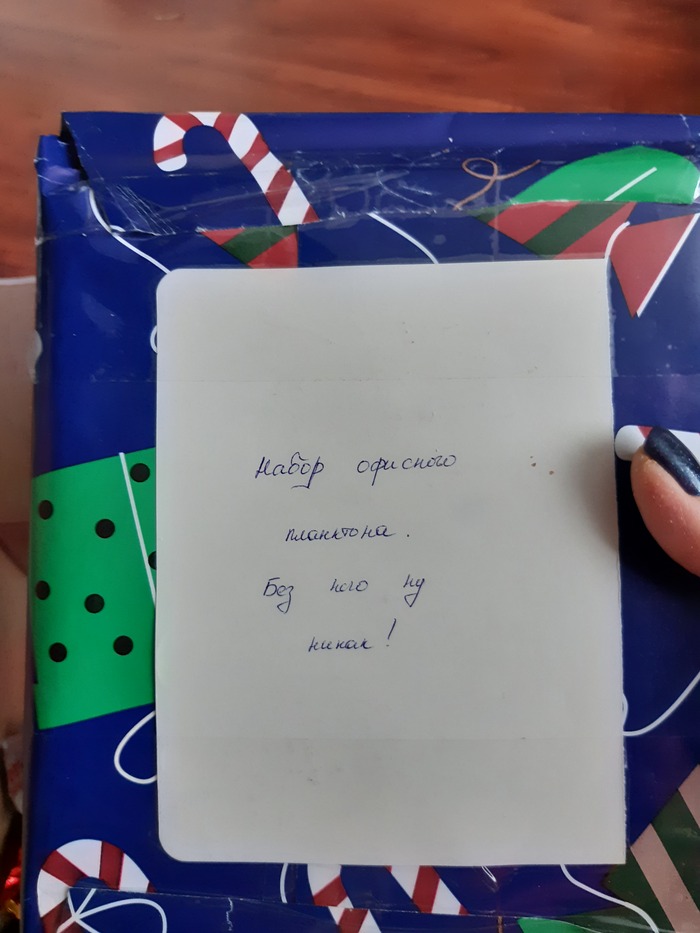 Набор офисного
планктона.
Без него ну
никак!